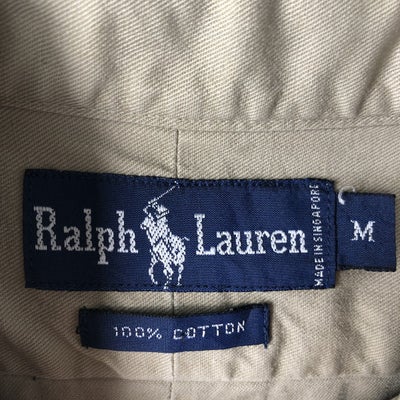 Ralph Lauren
MADE IN SINGAPORE
M
100% COTTON